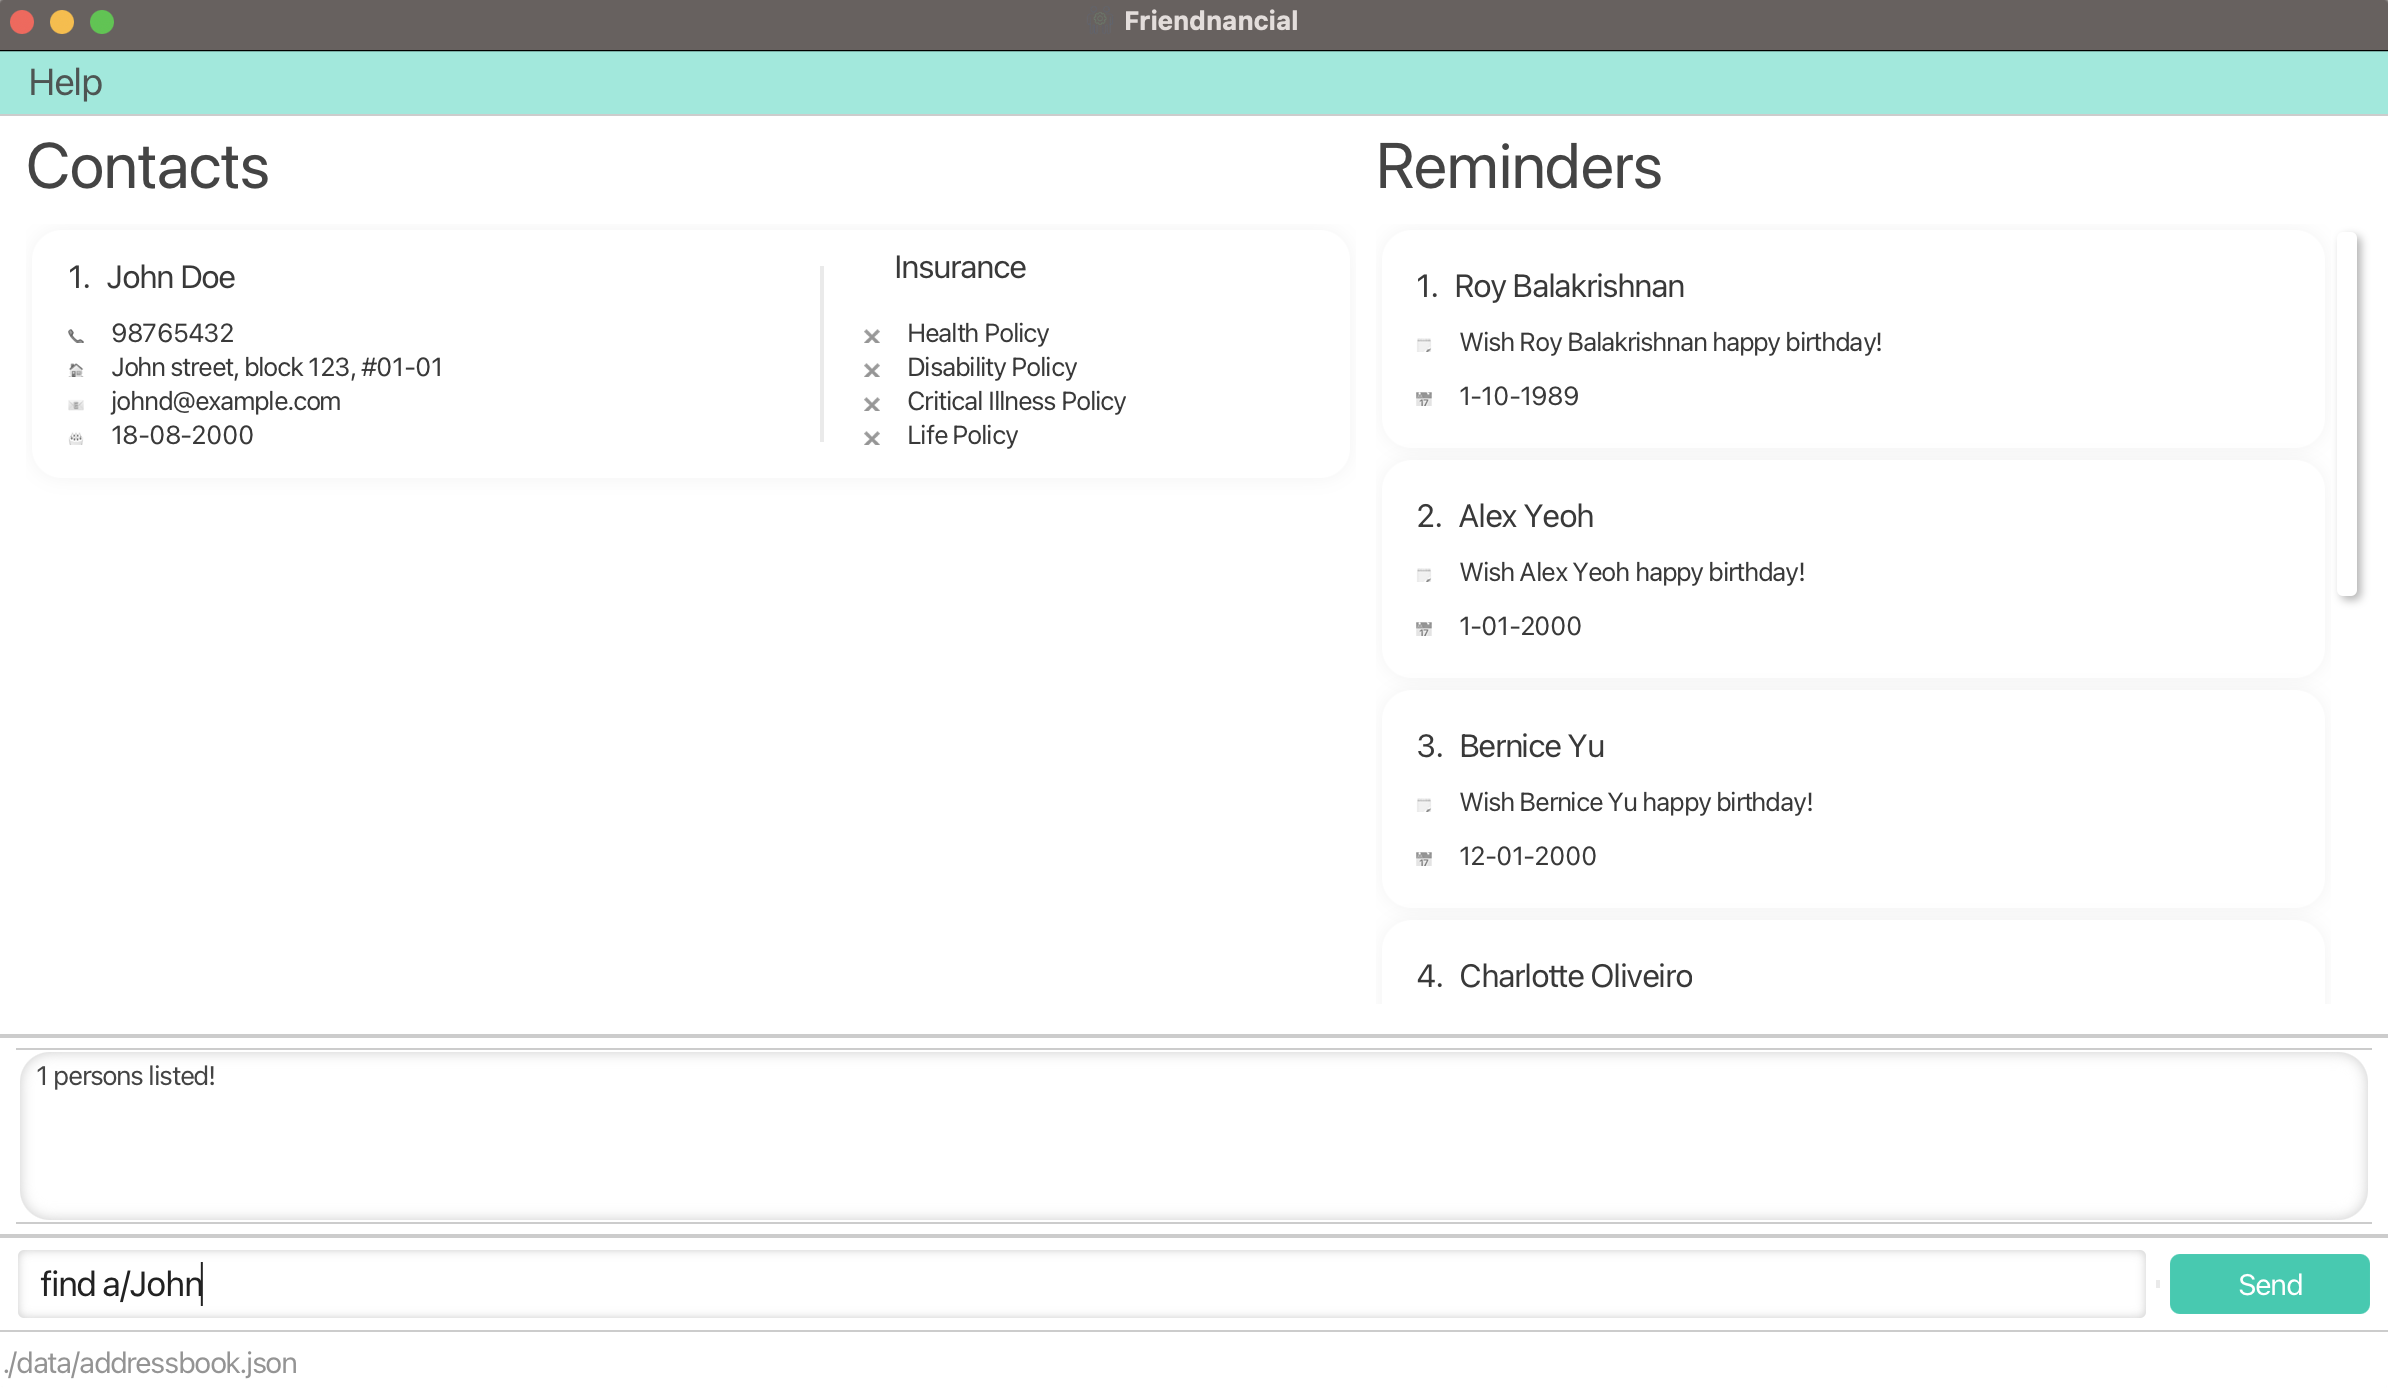 Friendnancial
Help
Contacts
1. John Doe
98765432
John street, block 123, #01-01
johnd@example.com
18-08-2000
Insurance
Health Policy
Disability Policy
Critical Illness Policy
Life Policy
Reminders
1. Roy Balakrishnan
Wish Roy Balakrishnan happy birthday!
1-10-1989
2. Alex Yeoh
Wish Alex Yeoh happy birthday!
1-01-2000
3. Bernice Yu
Wish Bernice Yu happy birthday!
12-01-2000
4. Charlotte Oliveiro
1 persons listed!
find a/John
Send
./data/addressbook.json